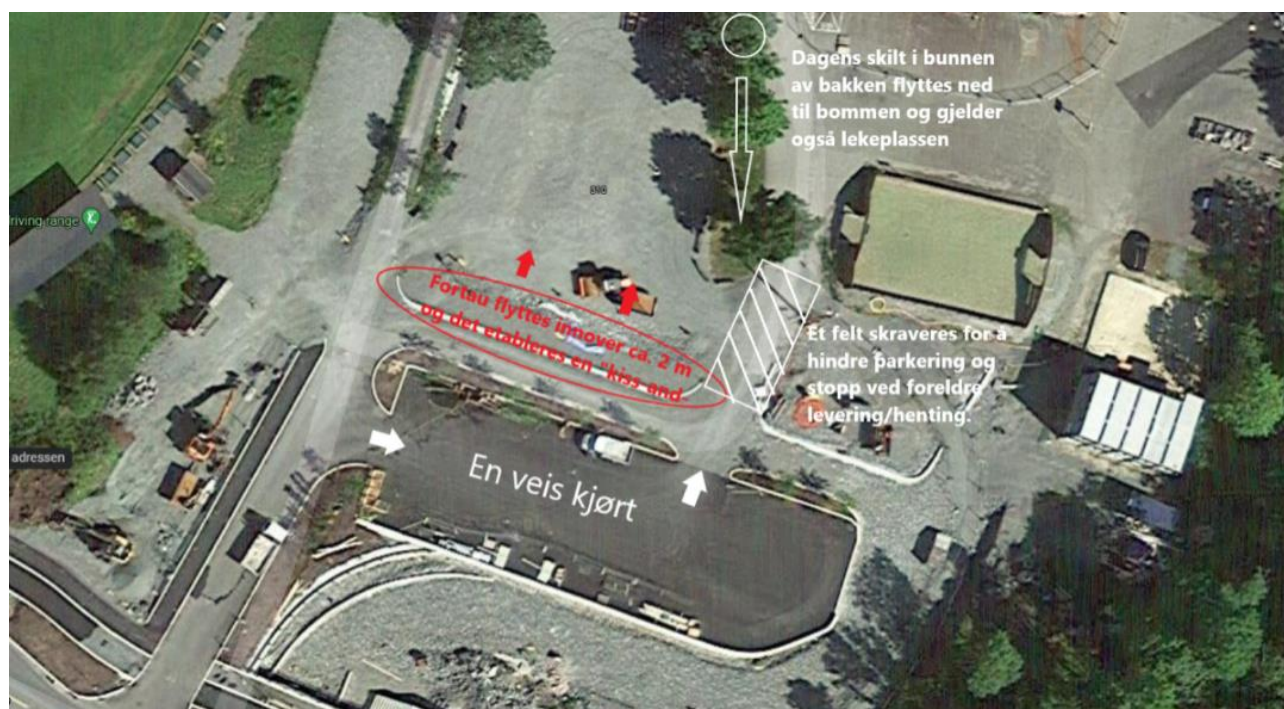 Dagens skilt i bunnen
av bakken flyttes ned
til bommen og gjelder
også lekeplassen
310
riving range
Fortau flyttes innover ca. 2 m
og det etableres en "kiss and
Et felt skraveres for å
hindre parkering og
stopp ved foreldre
levering/henting.
adressen
En veis kjørt